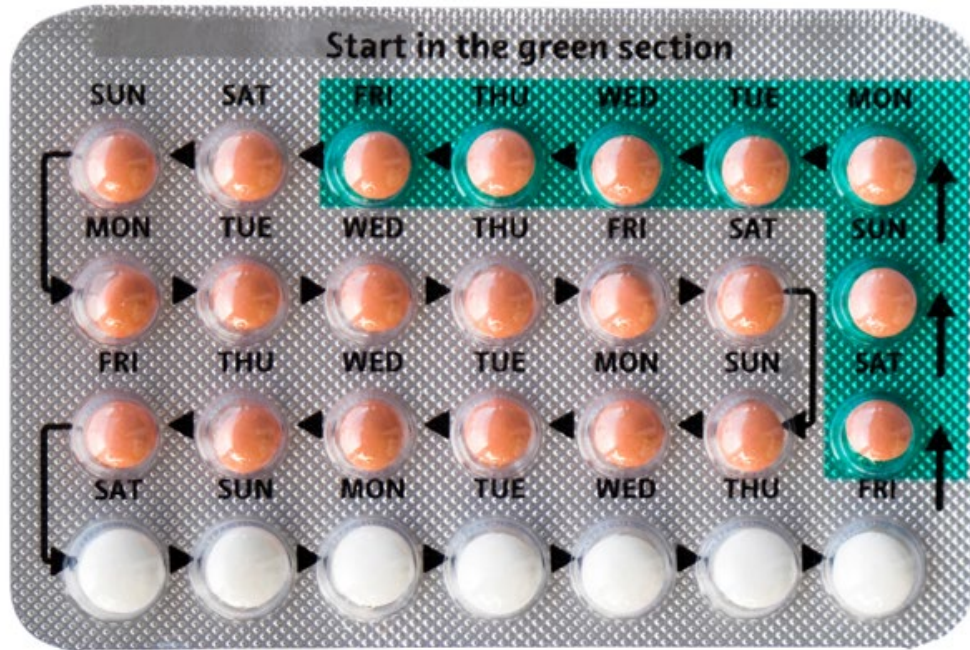 Start in the green section
SUN SAT FRI THU WED TUE MON
MON TUE WED THU FRI SAT SUN
FRI THU WED TUE MON SUN SAT
SAT SUN MON TUE WED THU FRI